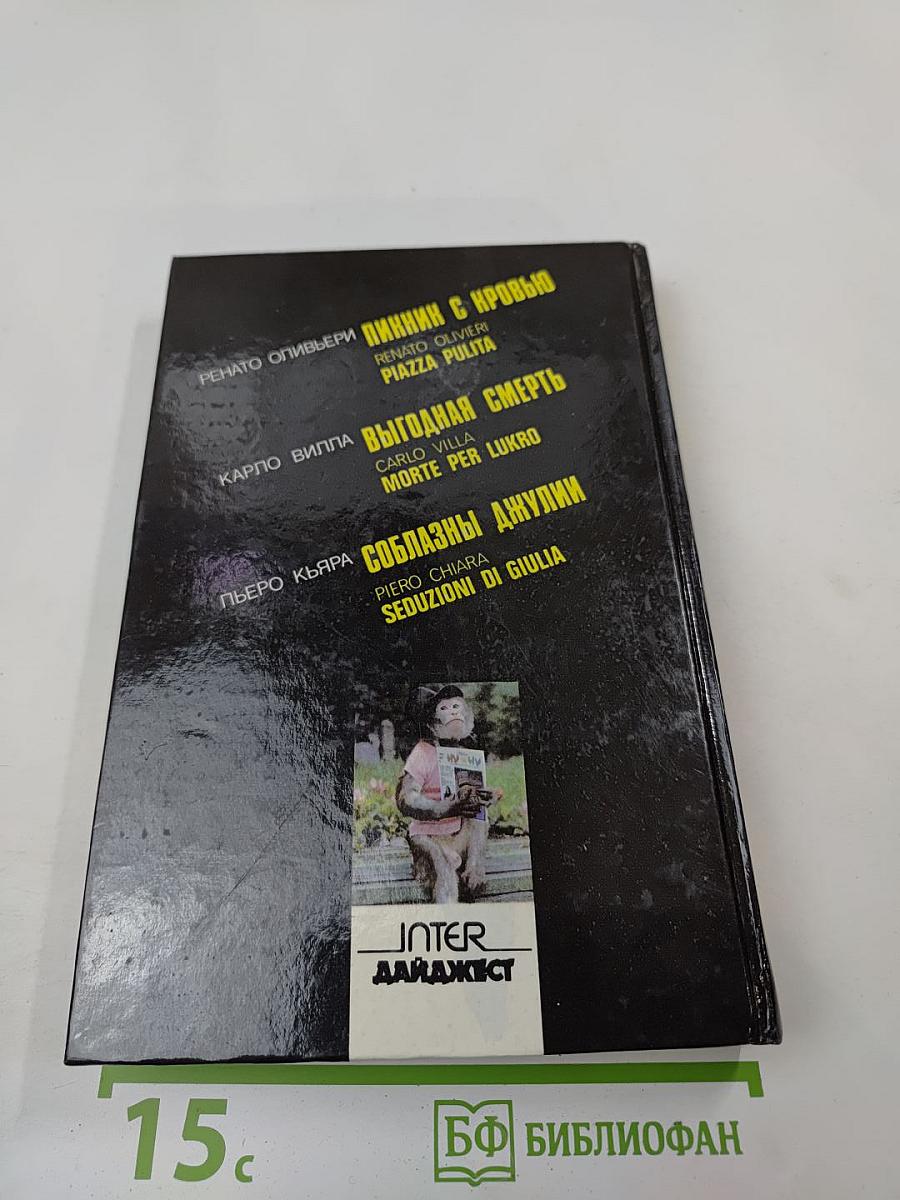 РЕНАТО ОЛИВЬЕРИ ПИКНИК С КРОВЬЮ
RENATO OLIVIERI
PIAZZA PULITA
КАРЛО ВИЛЛА ВЫГОДНАЯ СМЕРТЬ
CARLO VILLA
MORTE PER LUKRO
ПЬЕРО КЬЯРА СОБЛАЗНЫ ДЖУЛИИ
PIERO CHIARA
SEDUZIONI DI GIULIA
INTER
ДАЙДЖЕСТ
15 с
БФ БИБЛИОФАН